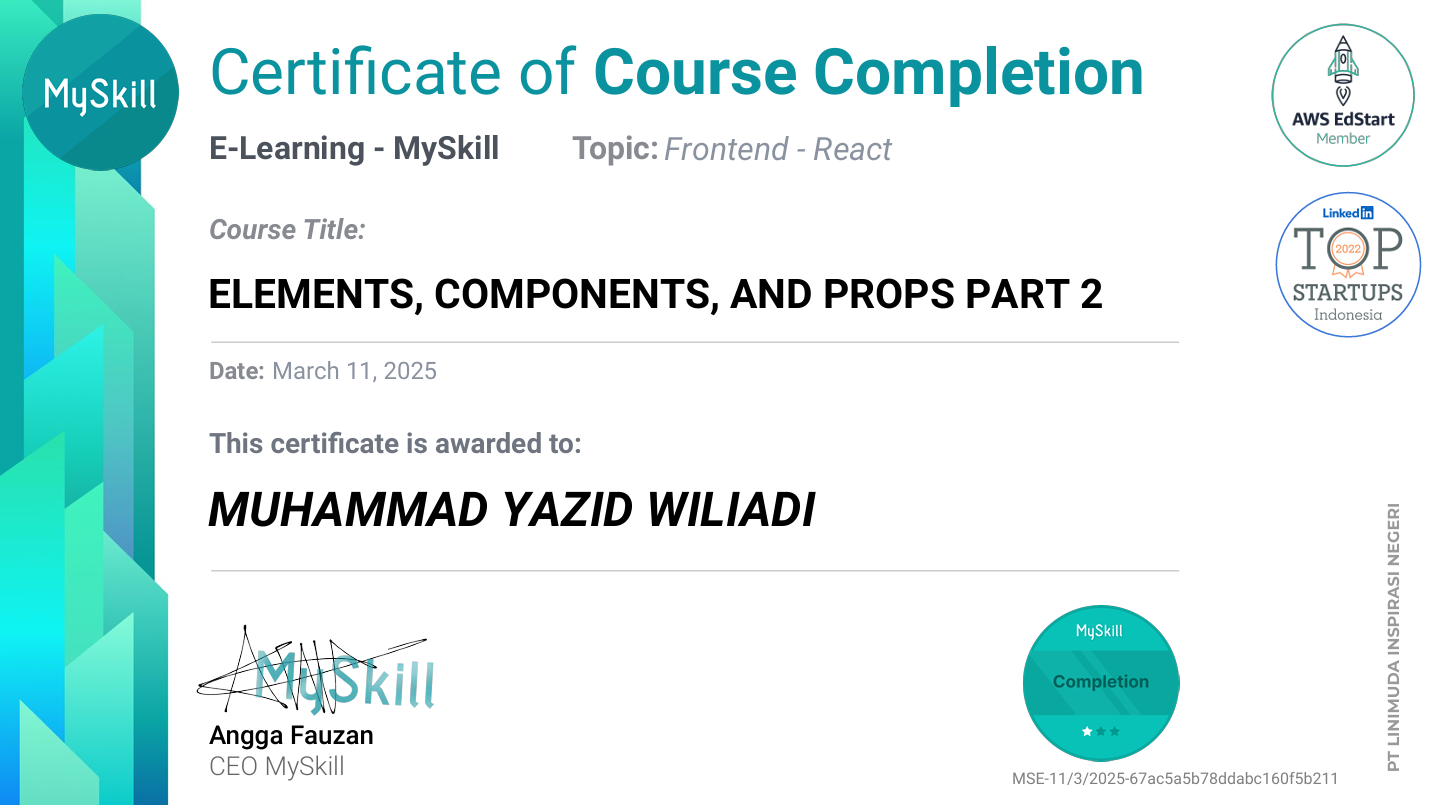 MySkill
Certificate of Course Completion
E-Learning - MySkill
Topic: Frontend - React
Course Title:
ELEMENTS, COMPONENTS, AND PROPS PART 2
Date: March 11, 2025
This certificate is awarded to:
MUHAMMAD YAZID WILIADI
MySkill
Angga Fauzan
CEO MySkill
MySkill
Completion
MSE-11/3/2025-67ac5a5b78ddabc160f5b211
AWS EdStart
Member
Linked in
TOP
2022
STARTUPS
Indonesia
PT LINIMUDA INSPIRASI NEGERI